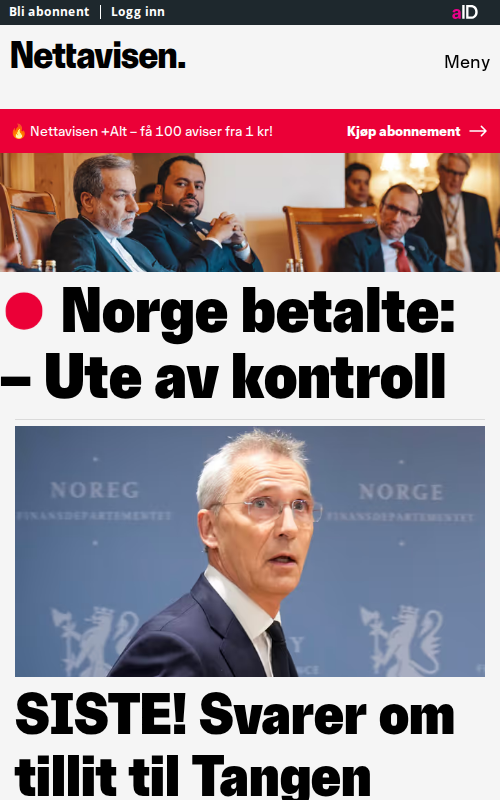 Bli abonnent | Logg inn
aID
Nettavisen.
Meny
🔥 Nettavisen +Alt – få 100 aviser fra 1 kr!
Kjøp abonnement →
Norge betalte:
– Ute av kontroll
NOREG
NORGE
FINANSDEPARTEMENTET
FINANSDEPARTEMENTET
SISTE! Svarer om
tillit til Tangen